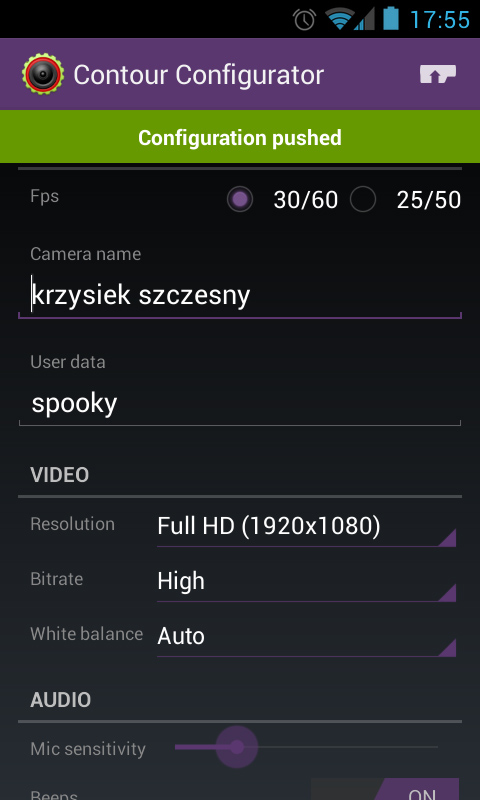 17:55
Contour Configurator
Configuration pushed
Fps 30/60 25/50
Camera name
krzysiek szczesny
User data
spooky
VIDEO
Resolution Full HD (1920x1080)
Bitrate High
White balance Auto
AUDIO
Mic sensitivity
Beeps ON